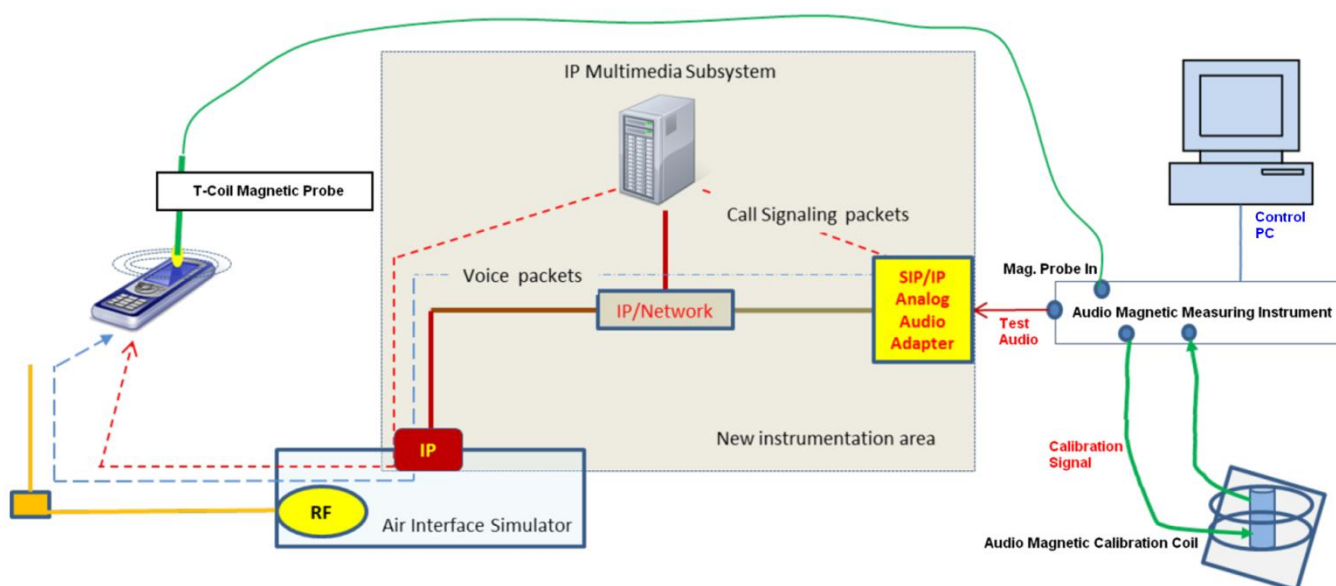 IP Multimedia Subsystem
T-Coil Magnetic Probe
Call Signaling packets
Control
PC
Voice packets
Mag. Probe In
SIP/IP
Analog
Audio
Adapter
IP/Network
Test
Audio
Audio Magnetic Measuring Instrument
IP
New instrumentation area
Calibration
Signal
RF
Air Interface Simulator
Audio Magnetic Calibration Coil